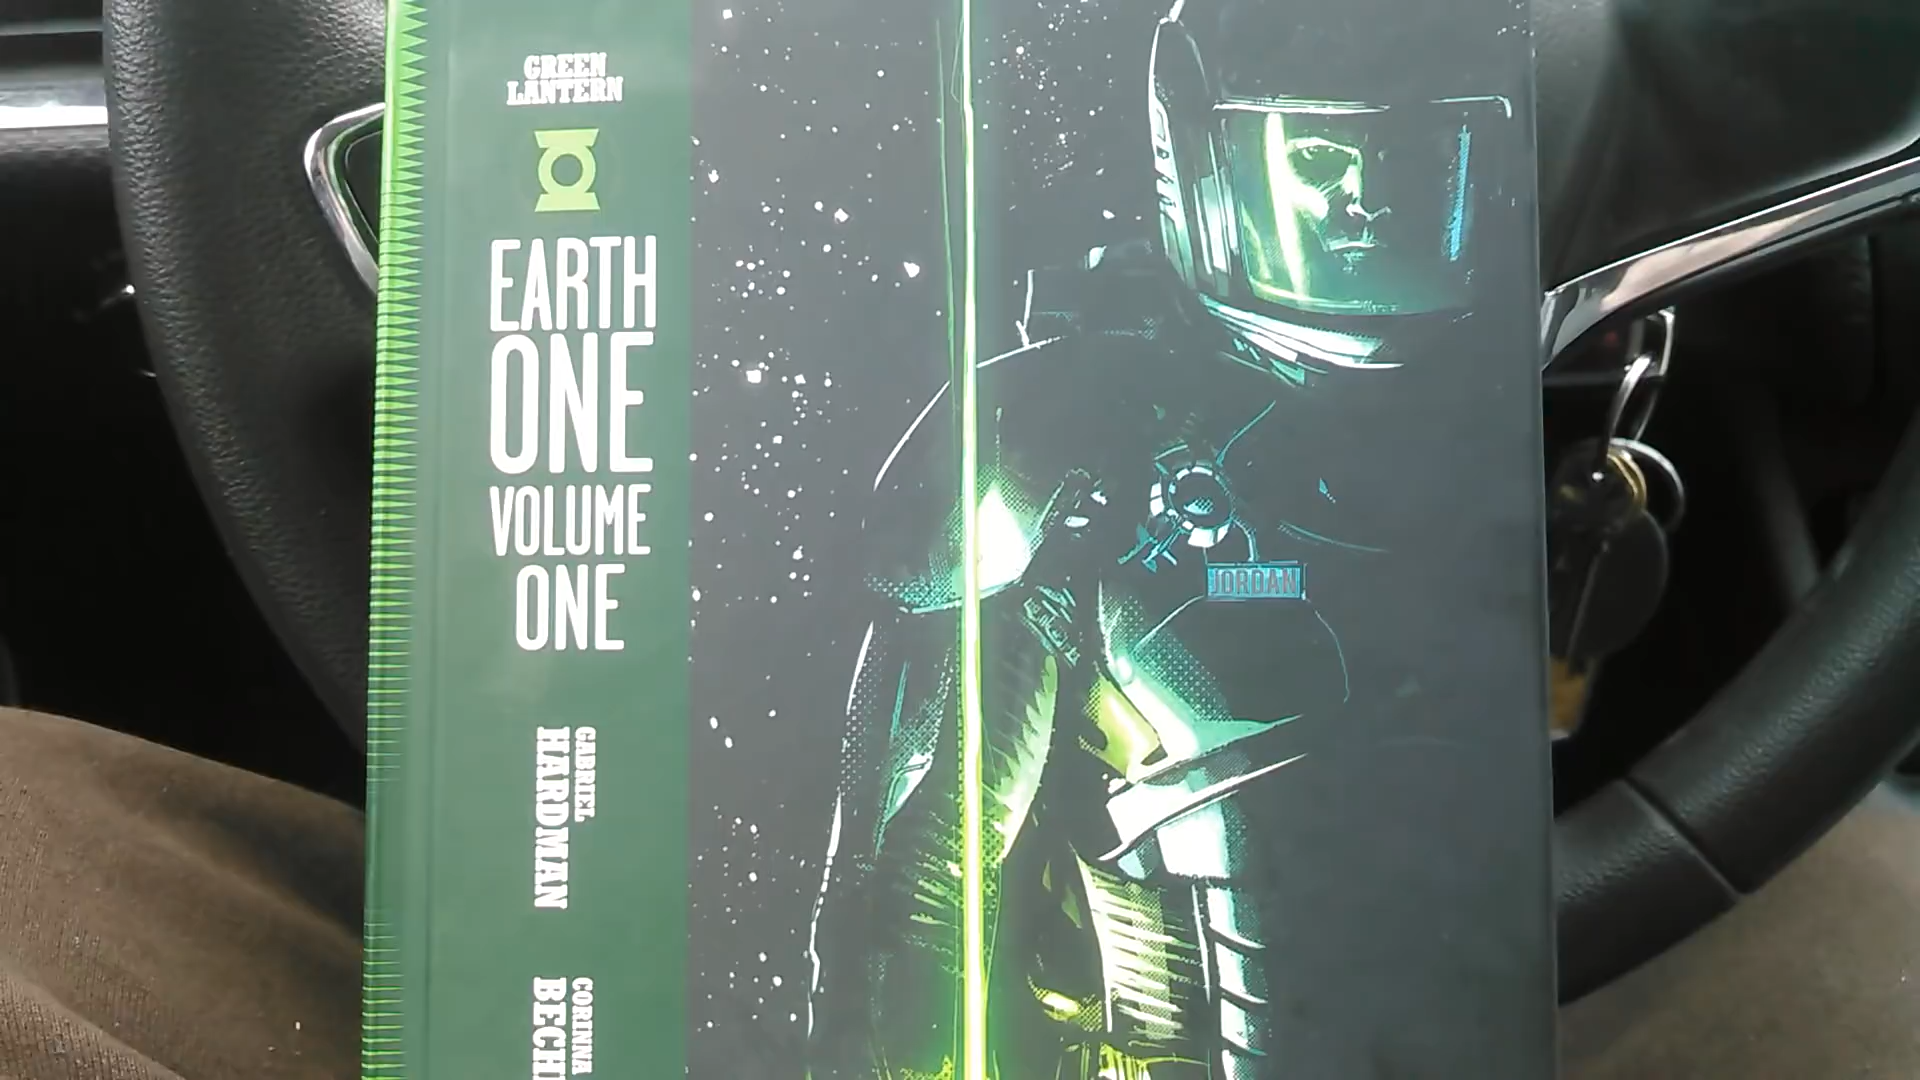 GREEN
LANTERN
EARTH
ONE
VOLUME
ONE
GABRIEL
HARDMAN
CORINNA
JORDAN